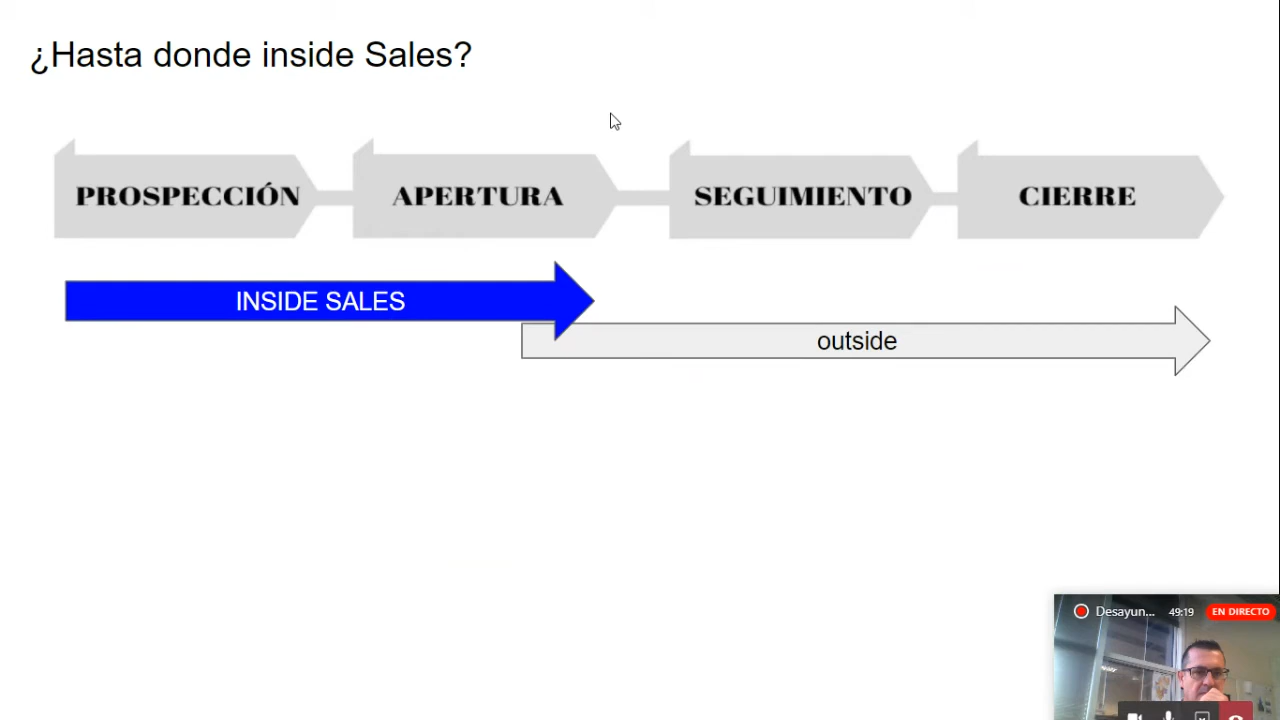 ¿Hasta donde inside Sales?
PROSPECCIÓN APERTURA SEGUIMIENTO CIERRE
INSIDE SALES
outside
Desayun... 49:19 EN DIRECTO